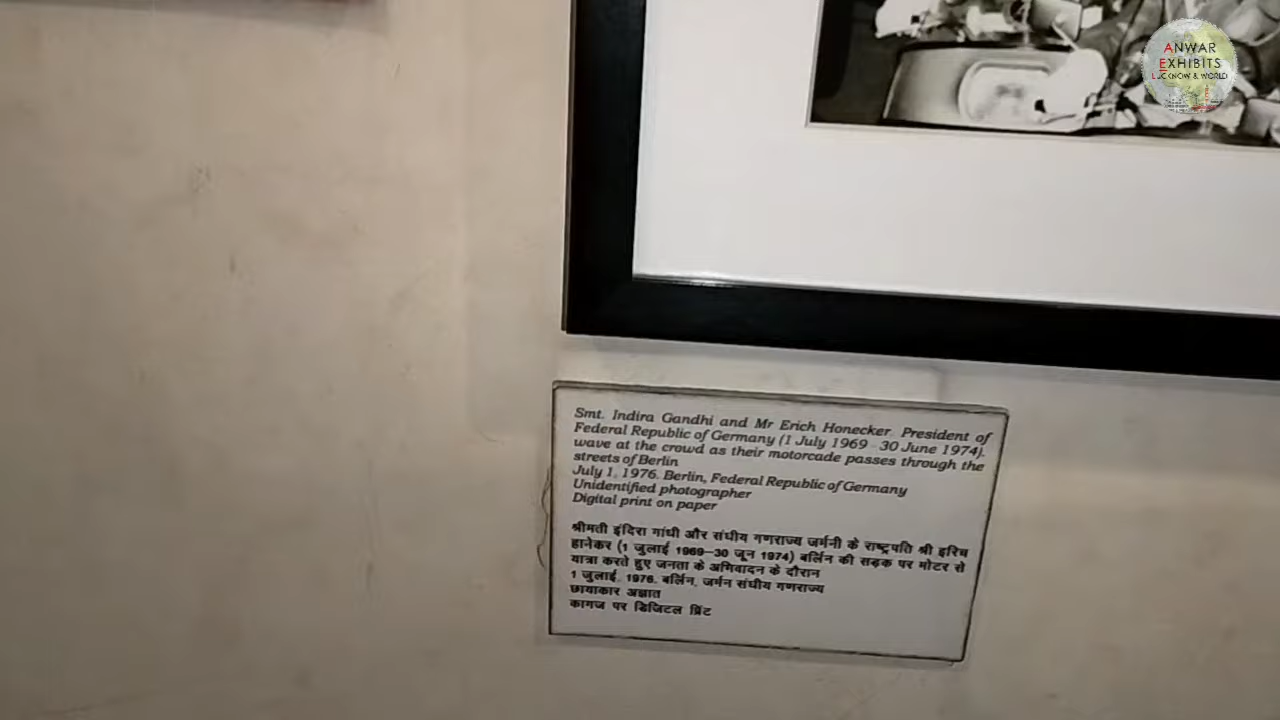 ANWAR
EXHIBITS
LUCKNOW & WORLD
Smt. Indira Gandhi and Mr Erich Honecker, President of
Federal Republic of Germany (1 July 1969 - 30 June 1974),
wave at the crowd as their motorcade passes through the
streets of Berlin
July 1, 1976, Berlin, Federal Republic of Germany
Unidentified photographer
Digital print on paper
श्रीमती इंदिरा गांधी और संघीय गणराज्य जर्मनी के राष्ट्रपति श्री इरिच
हानेकर (1 जुलाई 1969–30 जून 1974) बर्लिन की सड़क पर मोटर से
यात्रा करते हुए जनता के अभिवादन के दौरान
1 जुलाई, 1976, बर्लिन, जर्मन संघीय गणराज्य
छायाकार अज्ञात
कागज पर डिजिटल प्रिंट